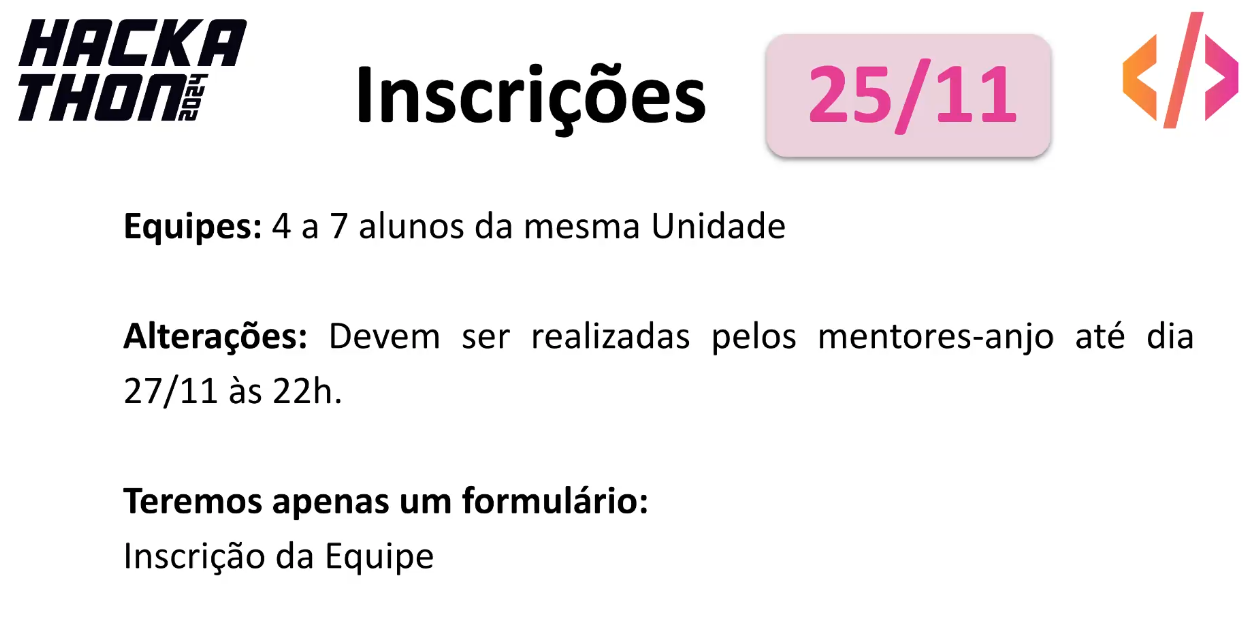 HACKA
THON 2024
Inscrições 25/11
</>
Equipes: 4 a 7 alunos da mesma Unidade
Alterações: Devem ser realizadas pelos mentores-anjo até dia
27/11 às 22h.
Teremos apenas um formulário:
Inscrição da Equipe